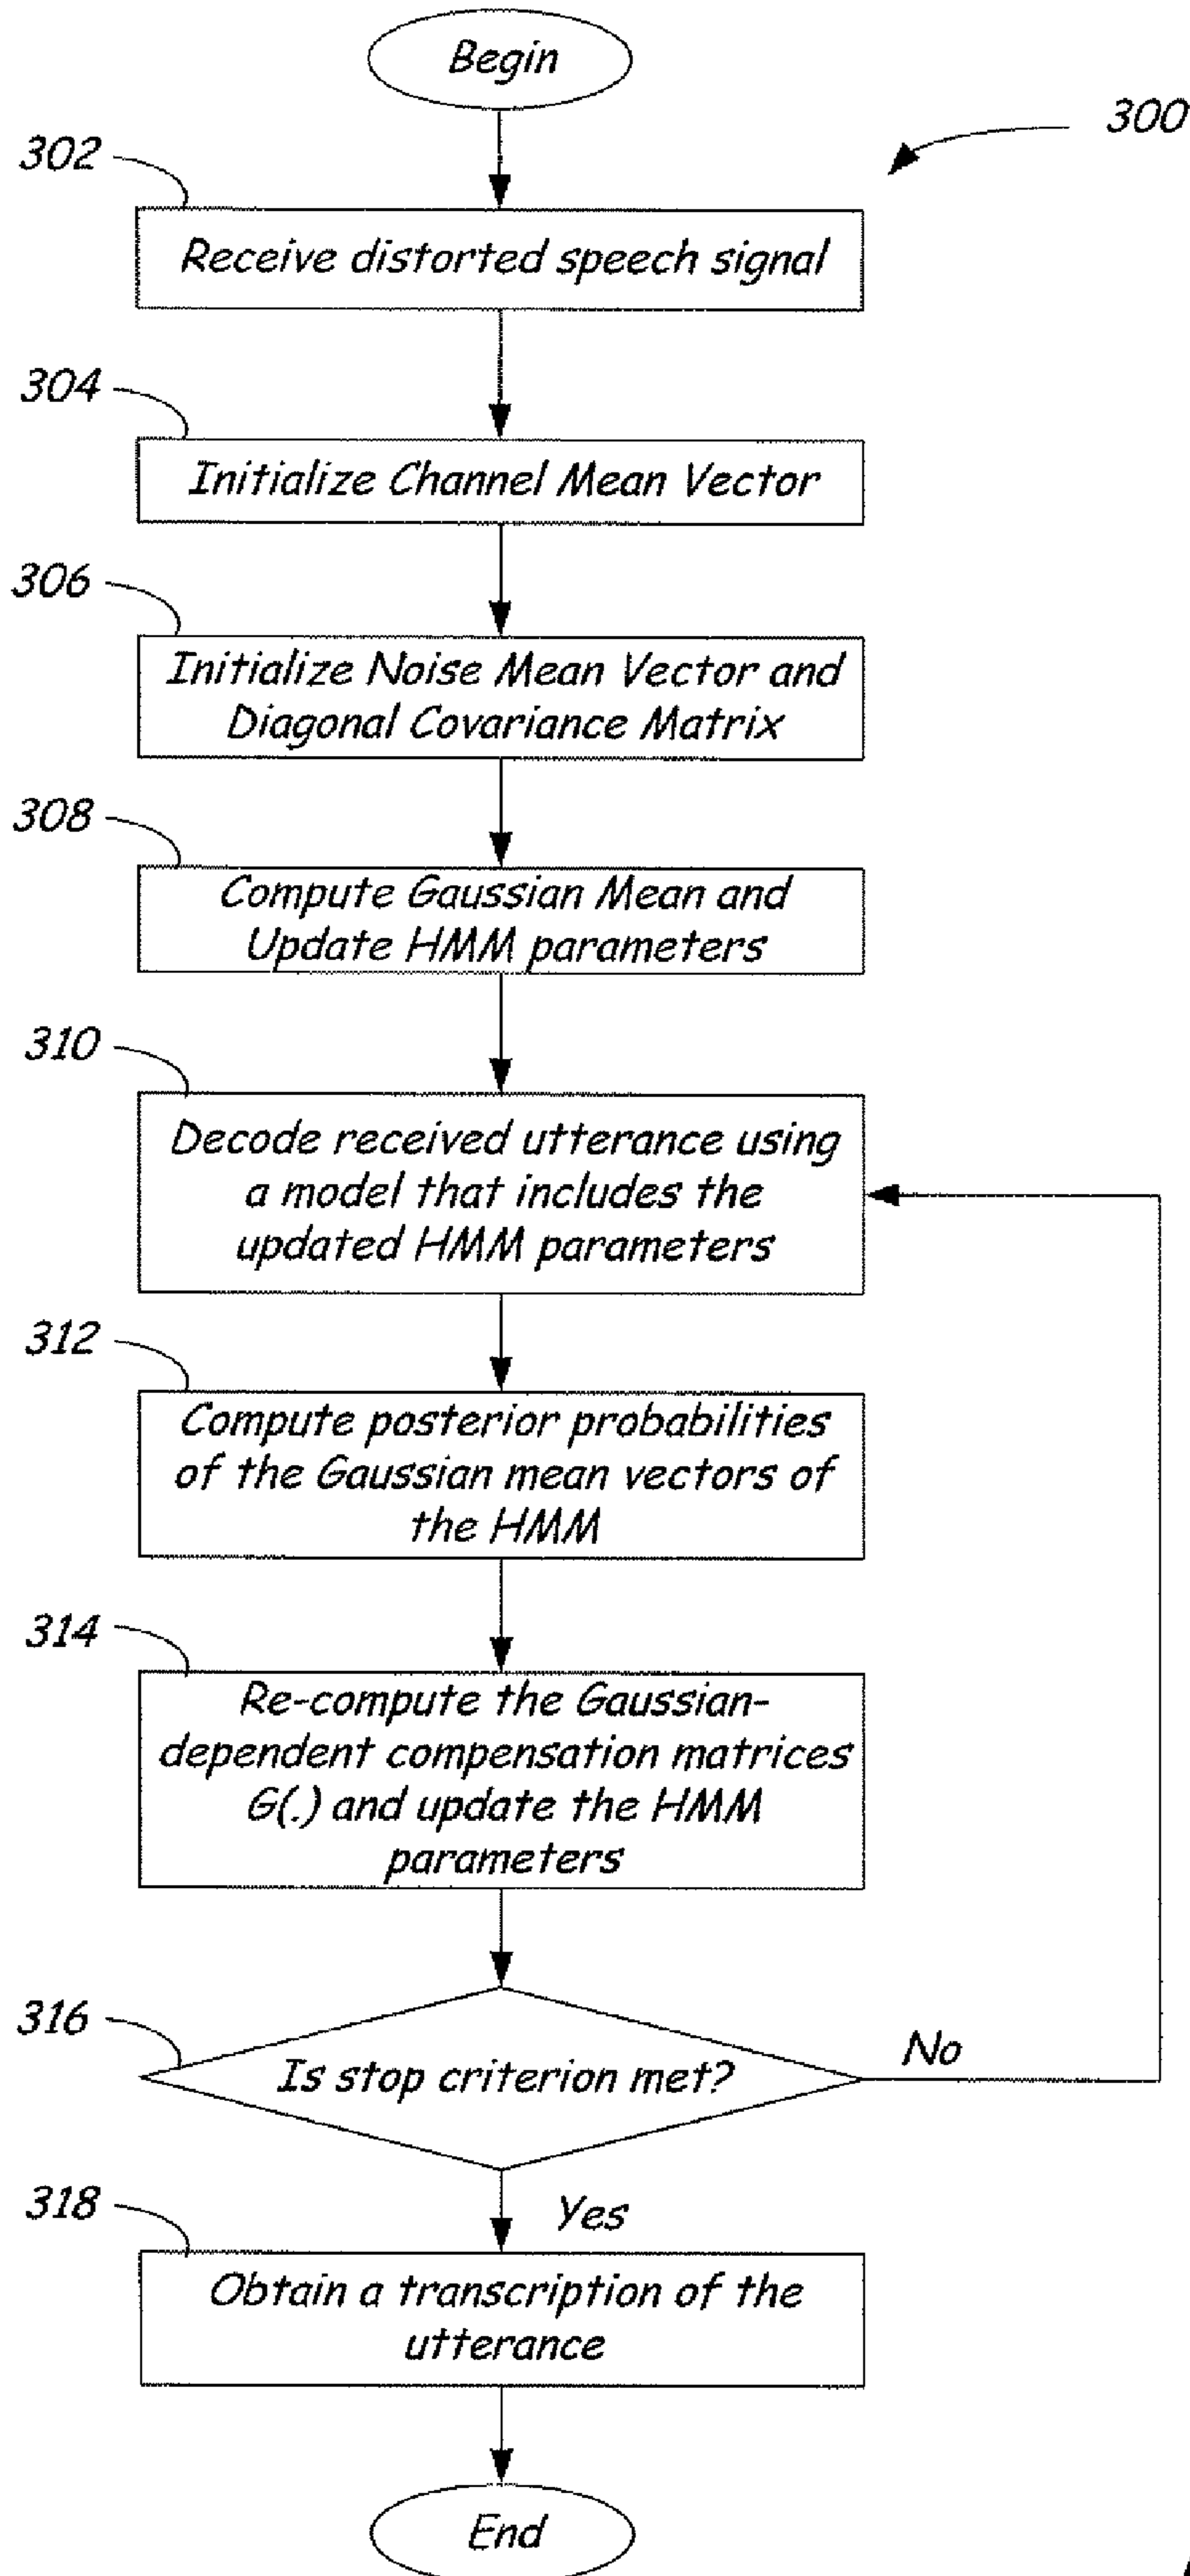 Begin
300
302
Receive distorted speech signal
304
Initialize Channel Mean Vector
306
Initialize Noise Mean Vector and
Diagonal Covariance Matrix
308
Compute Gaussian Mean and
Update HMM parameters
310
Decode received utterance using
a model that includes the
updated HMM parameters
312
Compute posterior probabilities
of the Gaussian mean vectors of
the HMM
314
Re-compute the Gaussian-
dependent compensation matrices
G(.) and update the HMM
parameters
316
Is stop criterion met?
No
Yes
318
Obtain a transcription of the
utterance
End